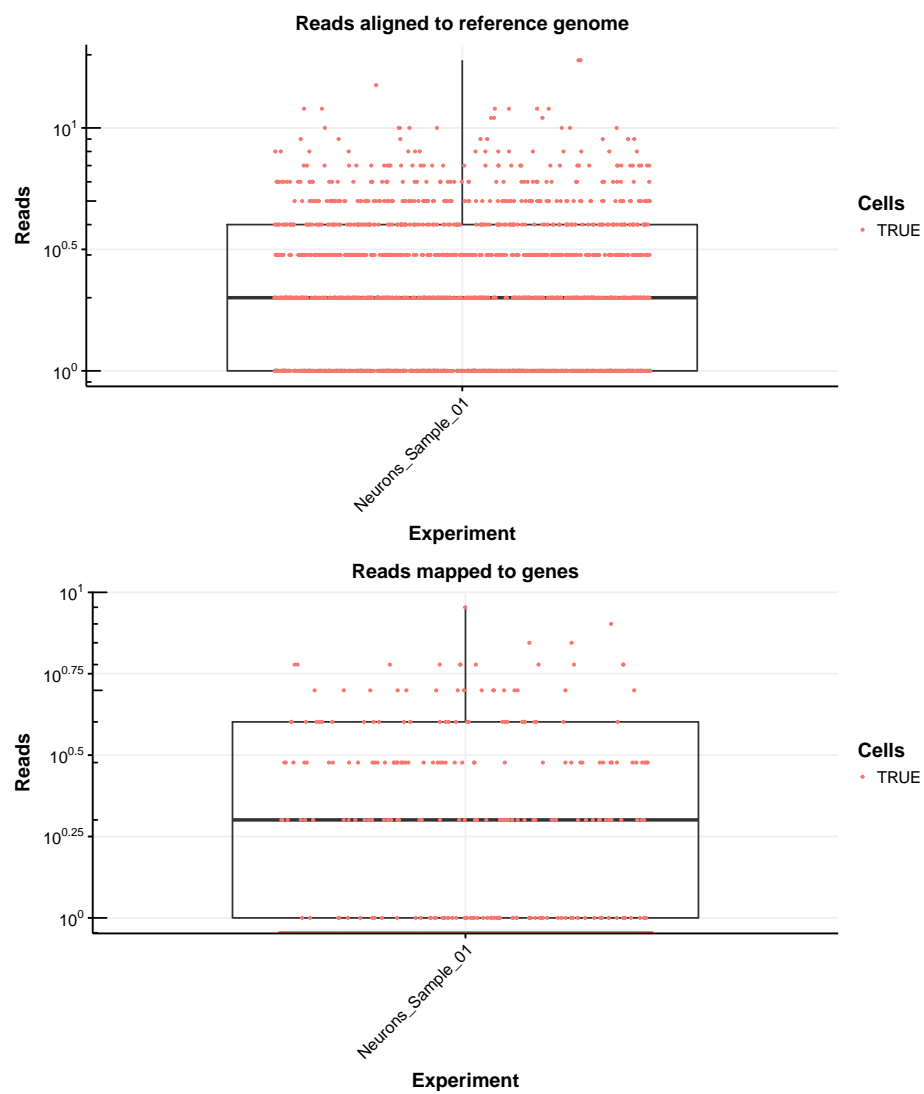 Reads aligned to reference genome
10^1
10^0.5
10^0
Reads
Neurons_Sample_01
Experiment
Cells
TRUE
Reads mapped to genes
10^1
10^0.75
10^0.5
10^0.25
10^0
Reads
Neurons_Sample_01
Experiment
Cells
TRUE